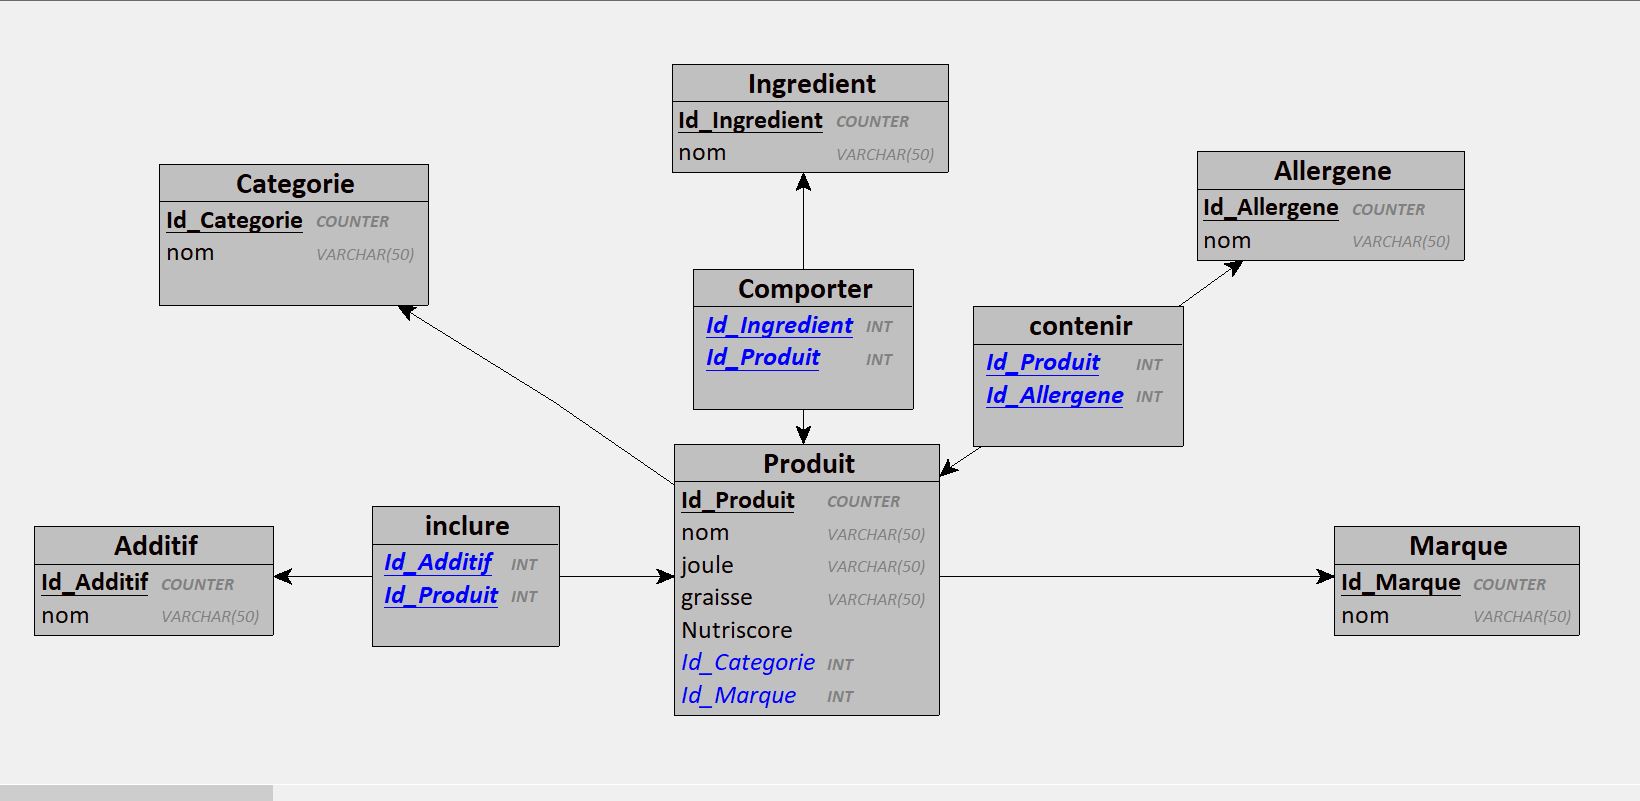 Ingredient
Id_Ingredient COUNTER
nom VARCHAR(50)
Categorie
Id_Categorie COUNTER
nom VARCHAR(50)
Allergene
Id_Allergene COUNTER
nom VARCHAR(50)
Comporter
Id_Ingredient INT
Id_Produit INT
contenir
Id_Produit INT
Id_Allergene INT
Produit
Id_Produit COUNTER
nom VARCHAR(50)
joule VARCHAR(50)
graisse VARCHAR(50)
Nutriscore
Id_Categorie INT
Id_Marque INT
inclure
Id_Additif INT
Id_Produit INT
Additif
Id_Additif COUNTER
nom VARCHAR(50)
Marque
Id_Marque COUNTER
nom VARCHAR(50)